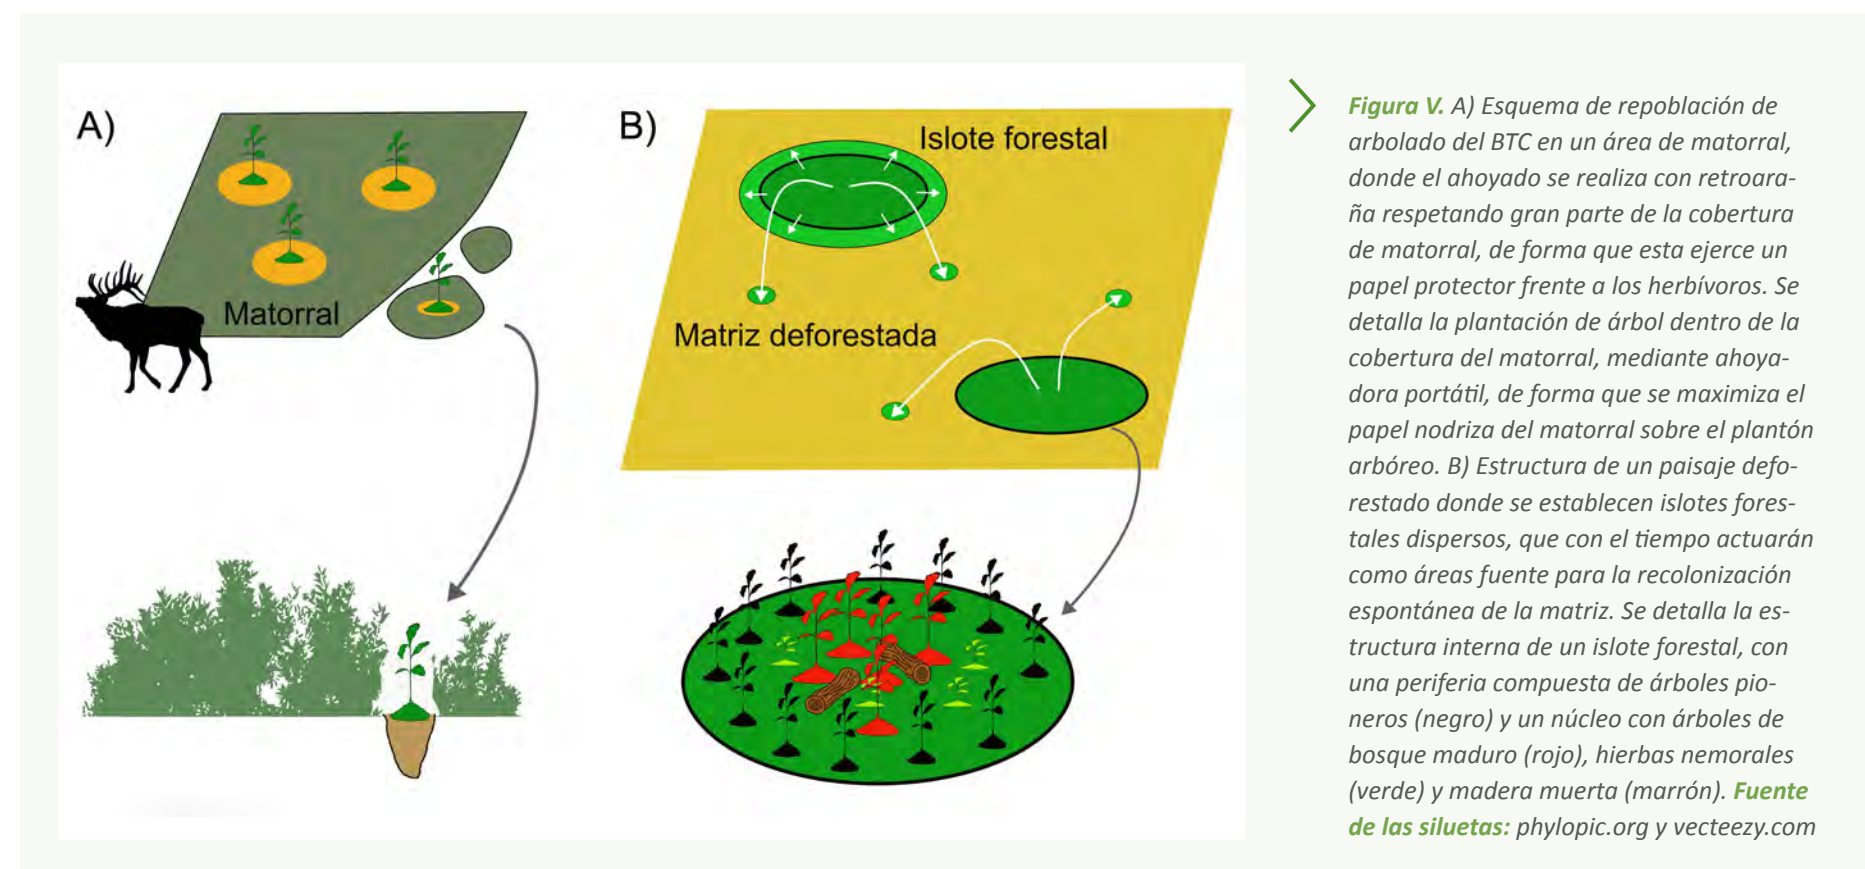 A)
Matorral
B)
Islote forestal
Matriz deforestada
Figura V. A) Esquema de repoblación de
arbolado del BTC en un área de matorral,
donde el ahoyado se realiza con retroara-
ña respetando gran parte de la cobertura
de matorral, de forma que esta ejerce un
papel protector frente a los herbívoros. Se
detalla la plantación de árbol dentro de la
cobertura del matorral, mediante ahoya-
dora portátil, de forma que se maximiza el
papel nodriza del matorral sobre el plantón
arbóreo. B) Estructura de un paisaje defo-
restado donde se establecen islotes fores-
tales dispersos, que con el tiempo actuarán
como áreas fuente para la recolonización
espontánea de la matriz. Se detalla la es-
tructura interna de un islote forestal, con
una periferia compuesta de árboles pio-
neros (negro) y un núcleo con árboles de
bosque maduro (rojo), hierbas nemorales
(verde) y madera muerta (marrón). Fuente
de las siluetas: phylopic.org y vecteezy.com